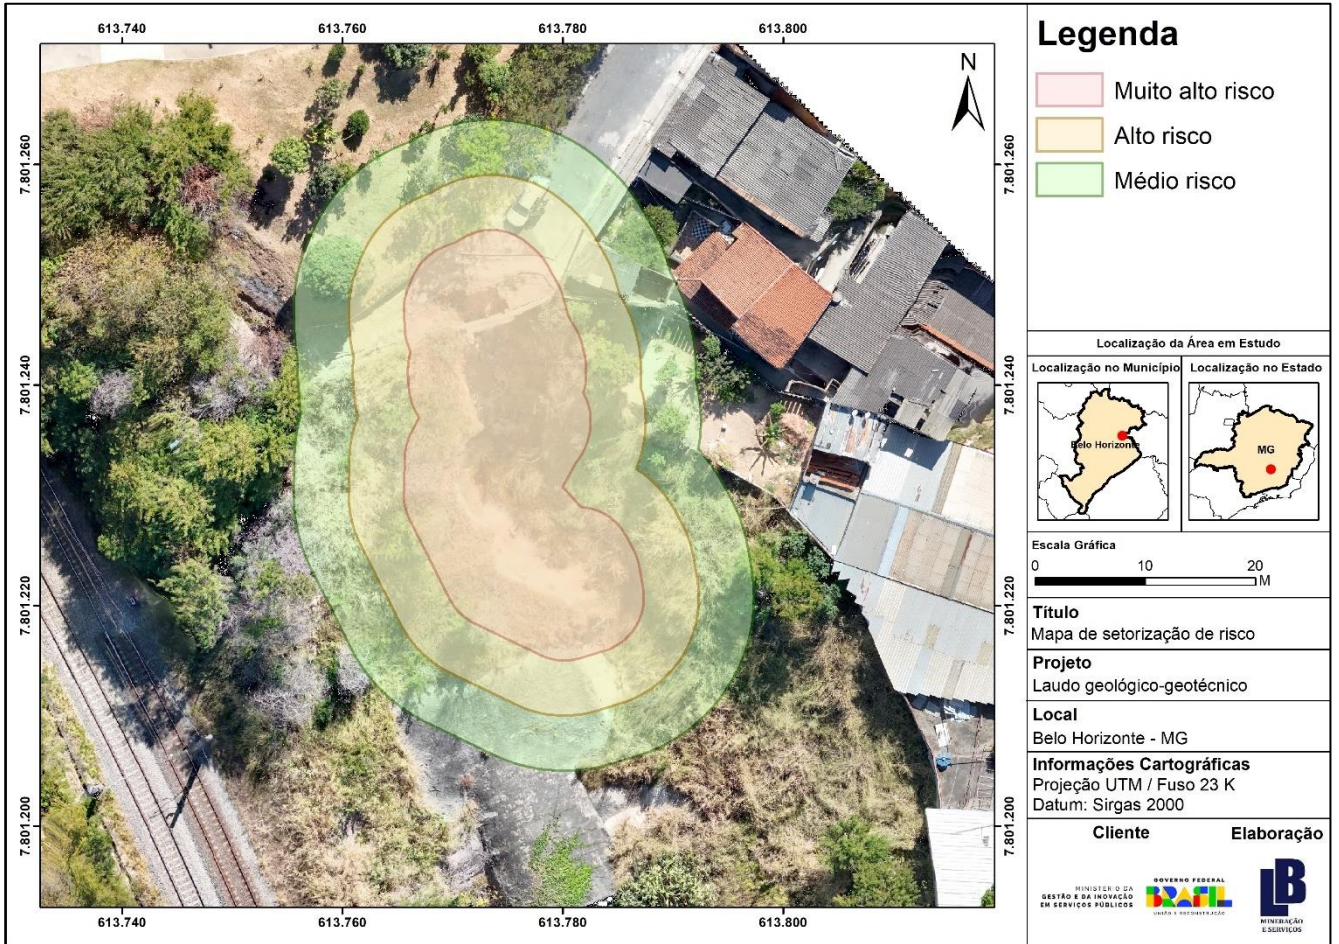 613.740
613.760
613.780
613.800
7.801.260
7.801.240
7.801.220
7.801.200
N
7.801.260
7.801.240
7.801.220
7.801.200
613.740
613.760
613.780
613.800
Legenda
Muito alto risco
Alto risco
Médio risco
Localização da Área em Estudo
Localização no Município
Localização no Estado
Belo Horizonte
MG
Escala Gráfica
0 10 20
M
Título
Mapa de setorização de risco
Projeto
Laudo geológico-geotécnico
Local
Belo Horizonte - MG
Informações Cartográficas
Projeção UTM / Fuso 23 K
Datum: Sirgas 2000
Cliente
Elaboração
MINISTÉRIO DA
GESTÃO E DA INOVAÇÃO
EM SERVIÇOS PÚBLICOS
GOVERNO FEDERAL
BRASIL
UNIÃO E RECONSTRUÇÃO
LB
MINERAÇÃO
E SERVIÇOS